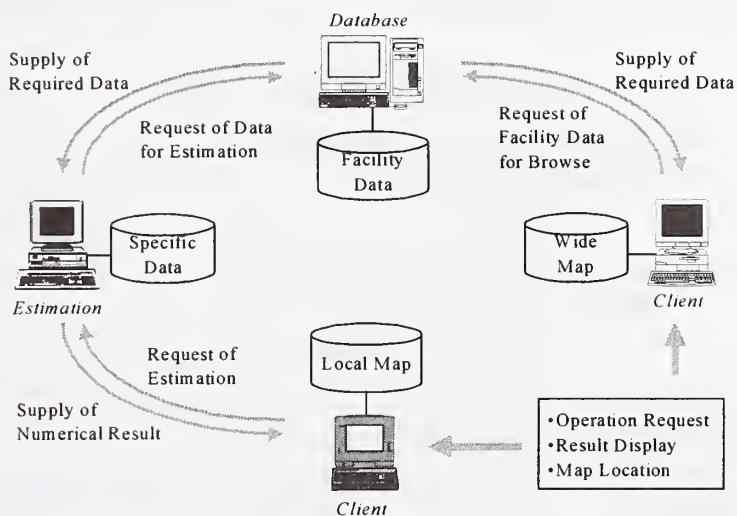 Database
Supply of
Required Data
Supply of
Required Data
Request of Data
for Estimation
Request of
Facility Data
for Browse
Facility
Data
Specific
Data
Wide
Map
Estimation
Client
Request of
Estimation
Local Map
Supply of
Numerical Result
•Operation Request
•Result Display
•Map Location
Client